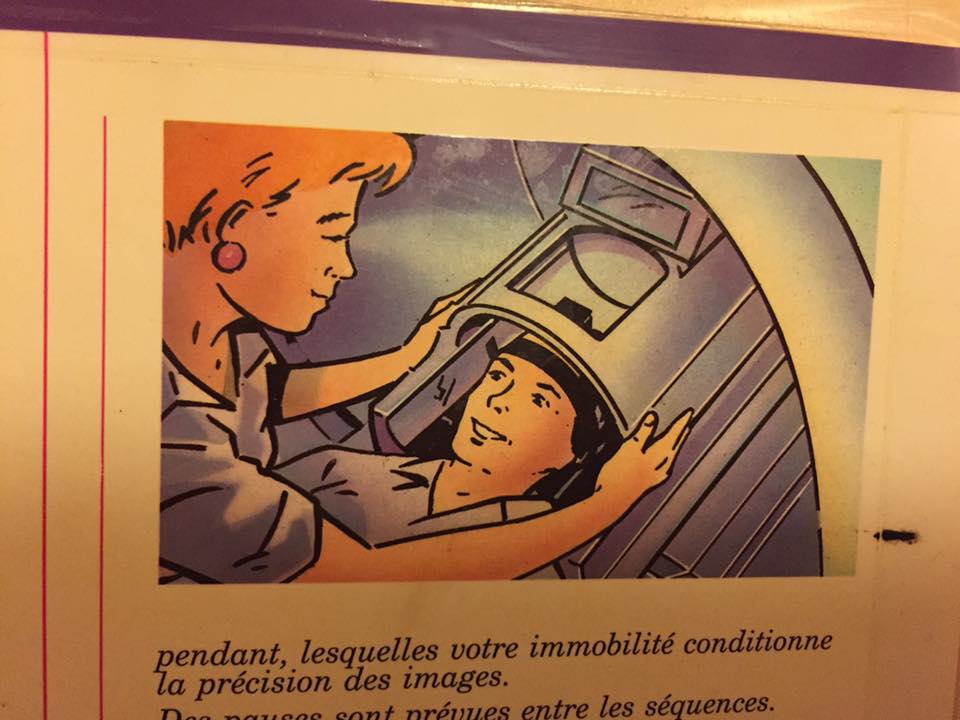 pendant, lesquelles votre immobilité conditionne
la précision des images.
Des pauses sont prévues entre les séquences.